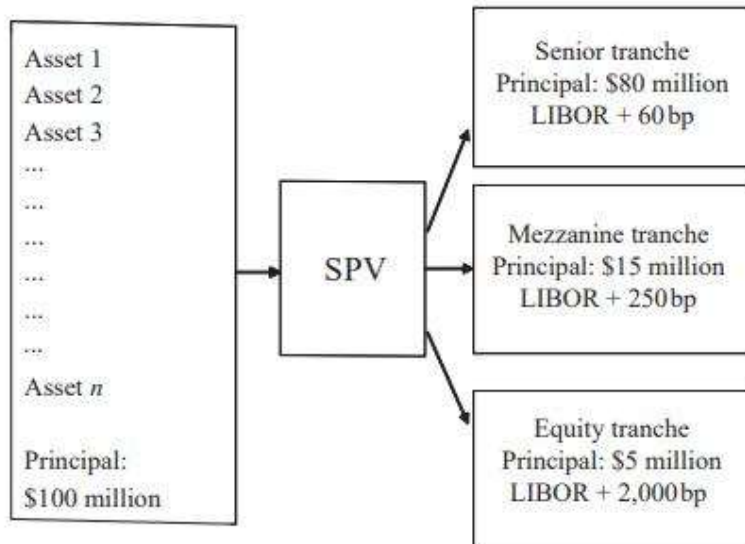 Asset 1
Asset 2
Asset 3
...
...
...
...
...
...
Asset n
Principal:
$100 million
SPV
Senior tranche
Principal: $80 million
LIBOR + 60 bp
Mezzanine tranche
Principal: $15 million
LIBOR + 250 bp
Equity tranche
Principal: $5 million
LIBOR + 2,000 bp